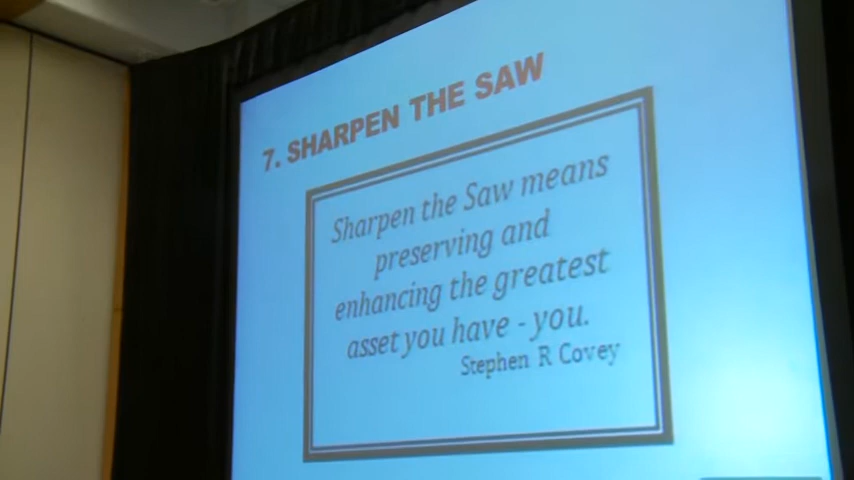 7. SHARPEN THE SAW
Sharpen the Saw means
preserving and
enhancing the greatest
asset you have - you.
Stephen R Covey